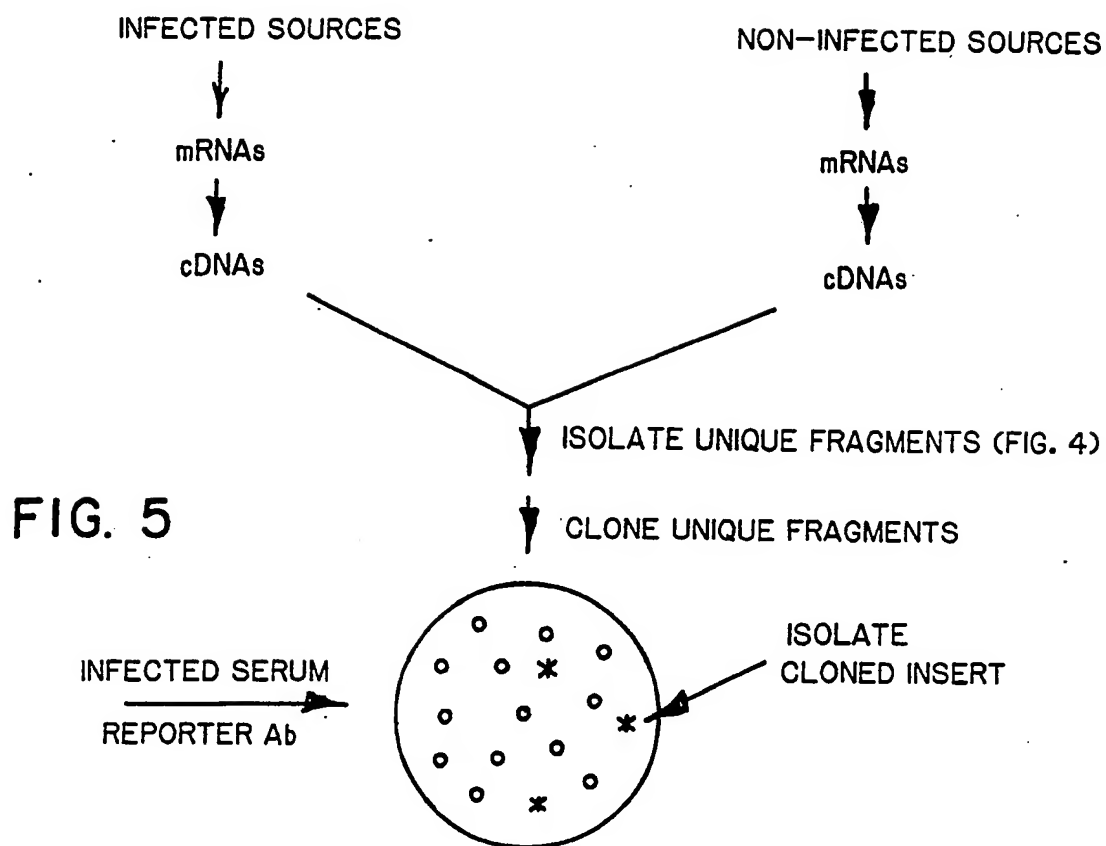 INFECTED SOURCES
NON-INFECTED SOURCES
mRNAs
mRNAs
cDNAs
cDNAs
ISOLATE UNIQUE FRAGMENTS (FIG. 4)
FIG. 5
CLONE UNIQUE FRAGMENTS
INFECTED SERUM
REPORTER Ab
ISOLATE
CLONED INSERT